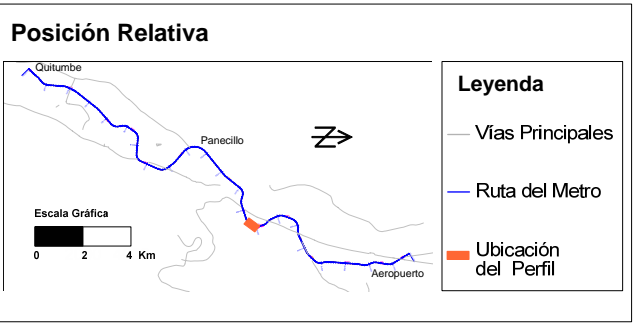 Posición Relativa
Quitumbe
Panecillo
N
Escala Gráfica
0 2 4 Km
Aeropuerto
Leyenda
Vías Principales
Ruta del Metro
Ubicación
del Perfil